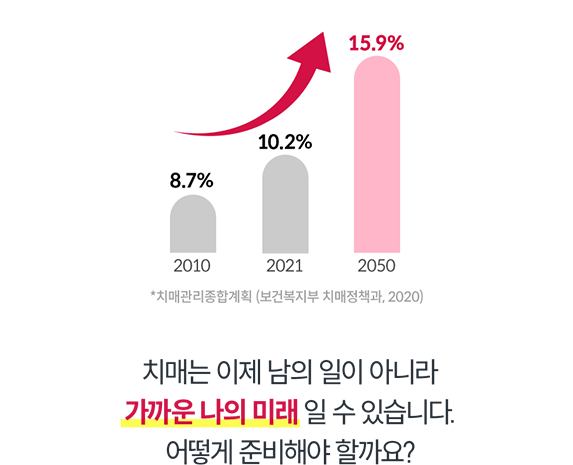 15.9%
10.2%
8.7%
2010 2021 2050
*치매관리종합계획 (보건복지부 치매정책과, 2020)
치매는 이제 남의 일이 아니라
가까운 나의 미래 일 수 있습니다.
어떻게 준비해야 할까요?